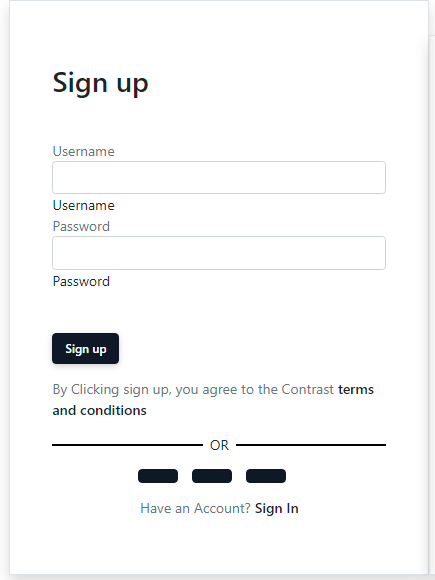 Sign up
Username
Username
Password
Password
Sign up
By Clicking sign up, you agree to the Contrast terms
and conditions
OR
Have an Account? Sign In